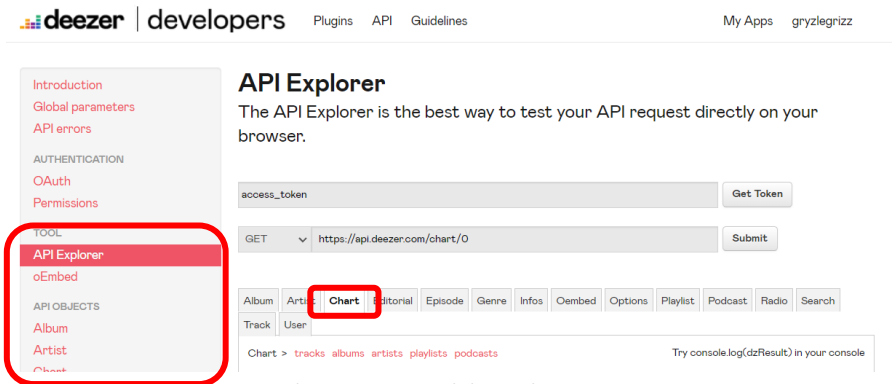 deezer | developers Plugins API Guidelines My Apps gryzlegrizz
Introduction
Global parameters
API errors
AUTHENTICATION
OAuth
Permissions
TOOL
API Explorer
oEmbed
API OBJECTS
Album
Artist
Chart
API Explorer
The API Explorer is the best way to test your API request directly on your
browser.
access_token Get Token
GET https://api.deezer.com/chart/0 Submit
Album Artist Chart Editorial Episode Genre Infos Oembed Options Playlist Podcast Radio Search
Track User
Chart > tracks albums artists playlists podcasts Try console.log(dzResult) in your console